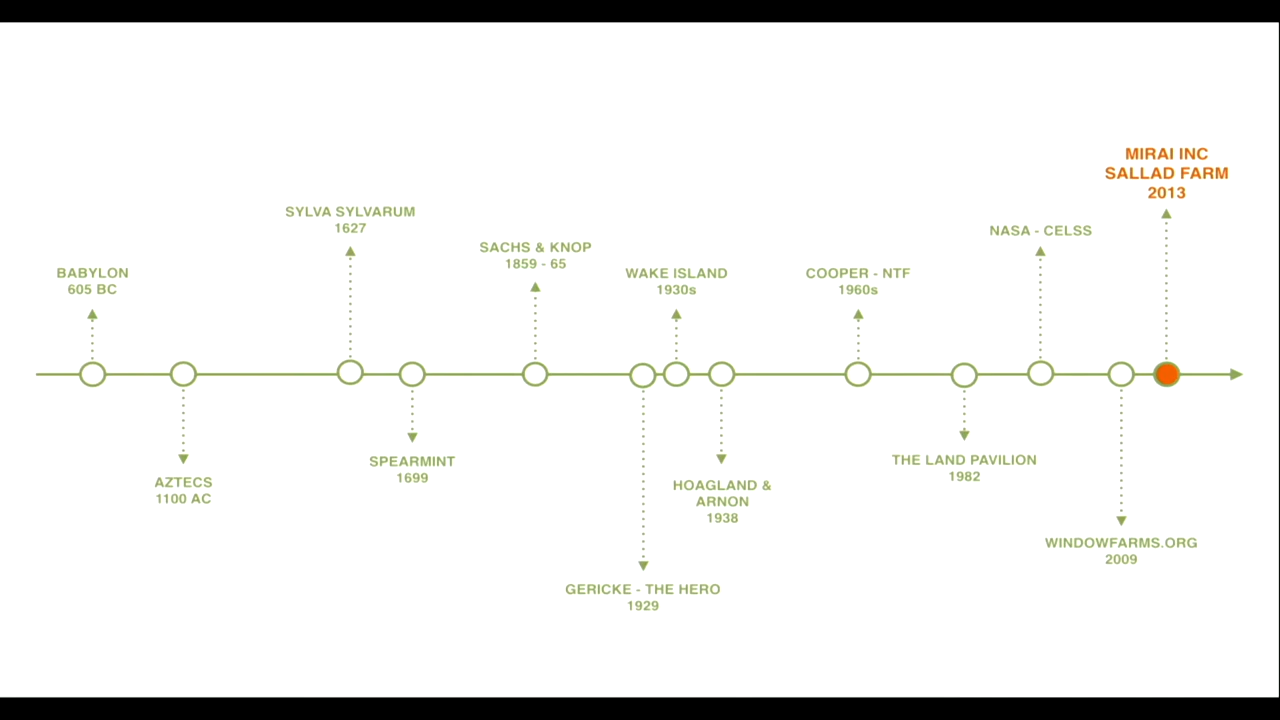 BABYLON
605 BC
AZTECS
1100 AC
SYLVA SYLVARUM
1627
SPEARMINT
1699
SACHS & KNOP
1859 - 65
GERICKE - THE HERO
1929
WAKE ISLAND
1930s
HOAGLAND &
ARNON
1938
COOPER - NTF
1960s
THE LAND PAVILION
1982
NASA - CELSS
WINDOWFARMS.ORG
2009
MIRAI INC
SALLAD FARM
2013